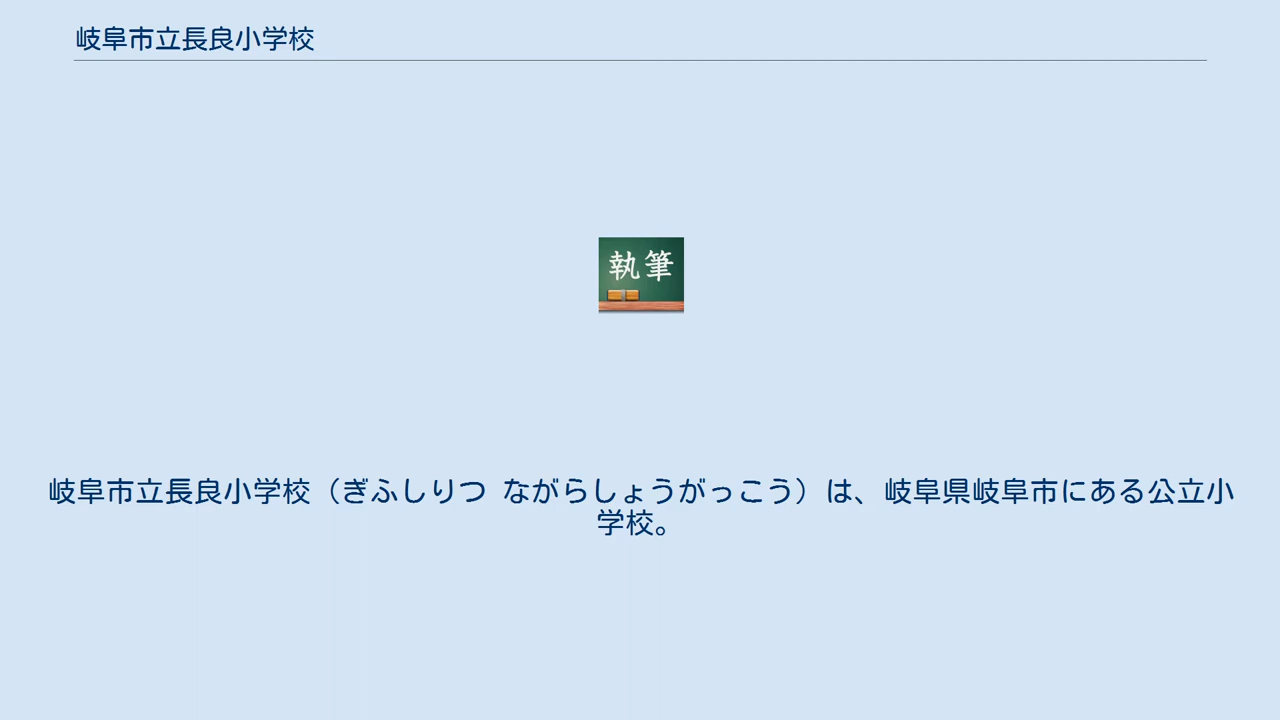 岐阜市立長良小学校
執筆
岐阜市立長良小学校（ぎふしりつ ながらしょうがっこう）は、岐阜県岐阜市にある公立小
学校。